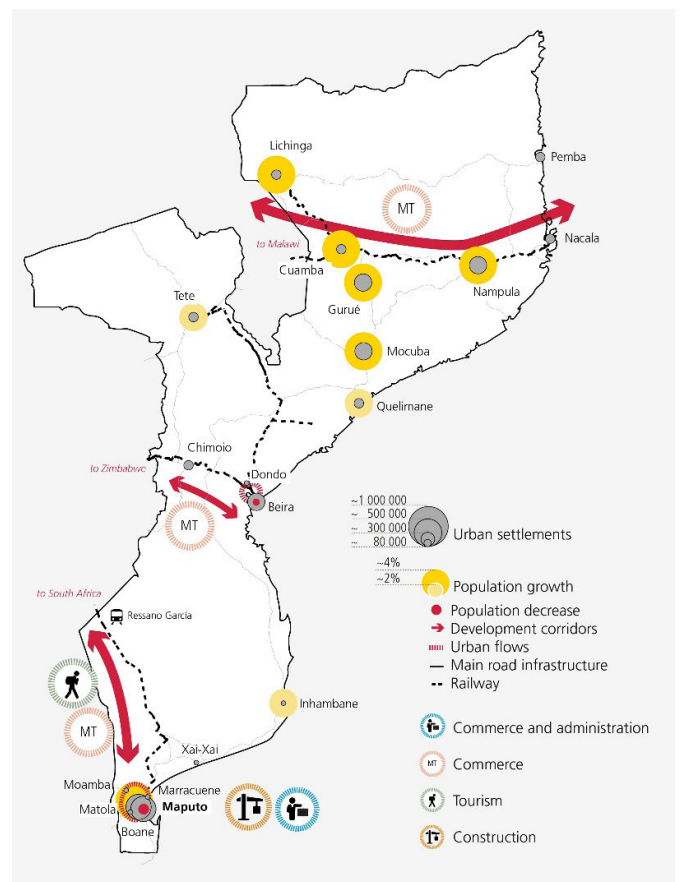 Lichinga
Pemba
MT
to Malawi
Nacala
Cuamba
Nampula
Gurué
Tete
Mocuba
Quelimane
Chimoio
to Zimbabwe
Dondo
Beira
MT
~1 000 000
~ 500 000
~ 300 000
~ 80 000
Urban settlements
~4%
~2%
Population growth
Population decrease
Development corridors
Urban flows
Main road infrastructure
Railway
to South Africa
Ressano García
MT
Inhambane
Xai-Xai
Moamba
Marracuene
Matola
Maputo
Boane
Commerce and administration
MT
Commerce
Tourism
Construction